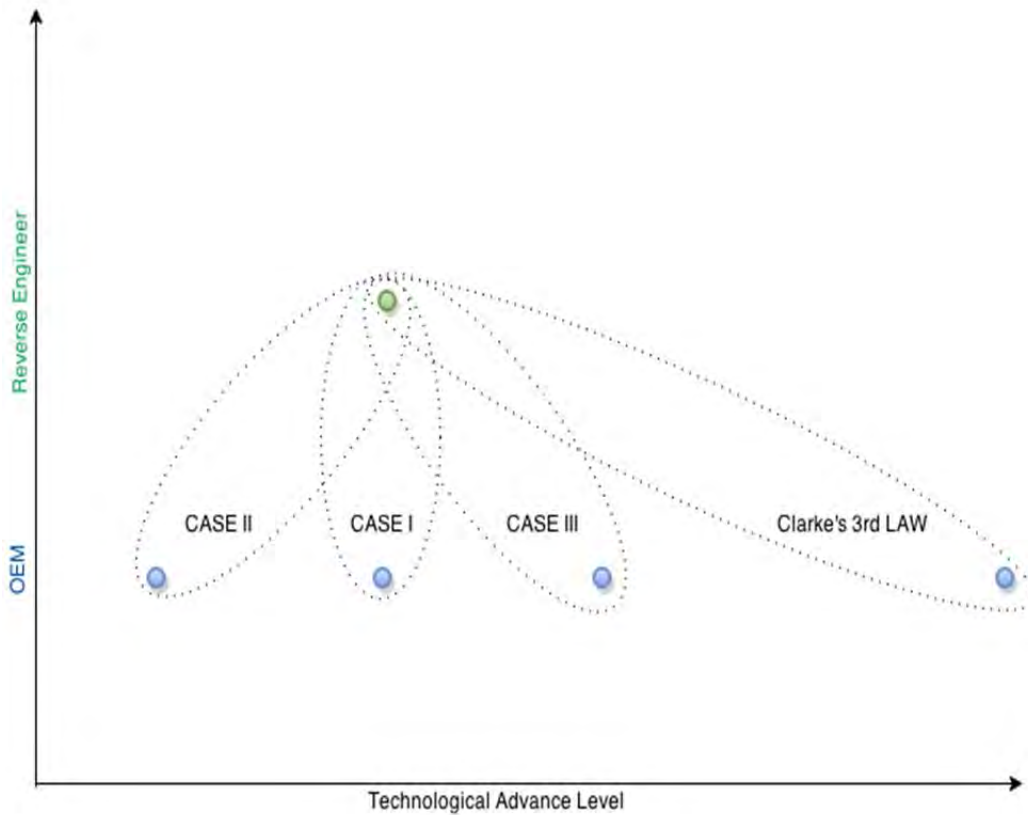 Reverse Engineer
OEM
CASE II
CASE I
CASE III
Clarke's 3rd LAW
Technological Advance Level